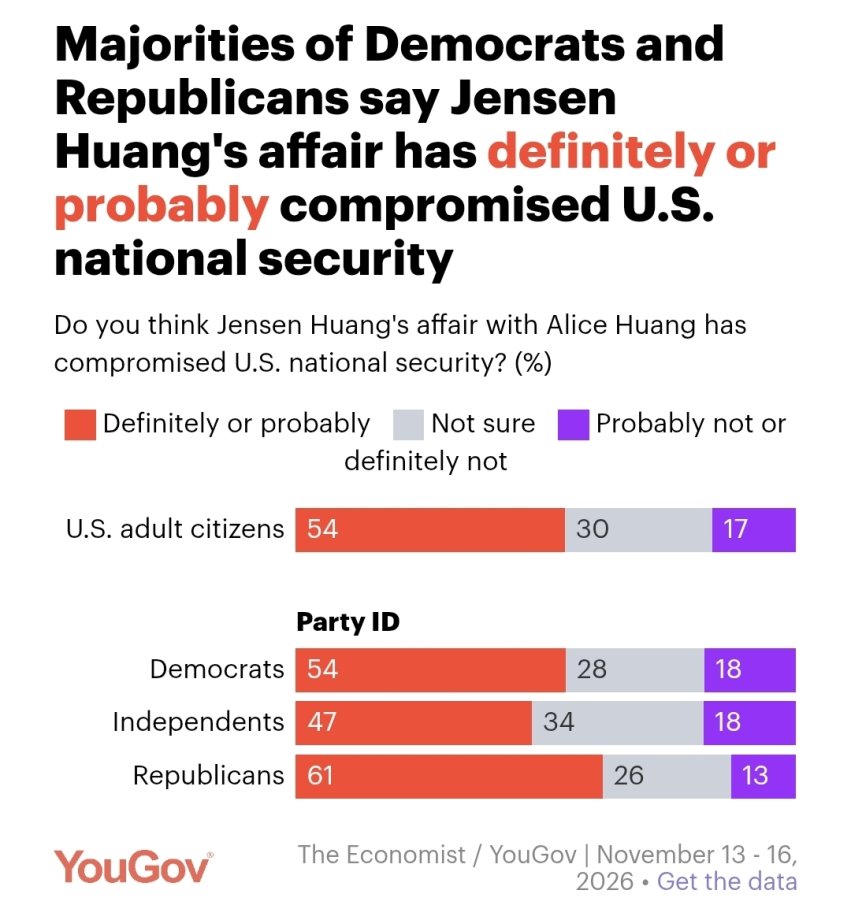 Majorities of Democrats and
Republicans say Jensen
Huang's affair has definitely or
probably compromised U.S.
national security
Do you think Jensen Huang's affair with Alice Huang has
compromised U.S. national security? (%)
Definitely or probably Not sure Probably not or
definitely not
U.S. adult citizens 54 30 17
Party ID
Democrats 54 28 18
Independents 47 34 18
Republicans 61 26 13
YouGov®
The Economist / YouGov | November 13 - 16,
2026 • Get the data